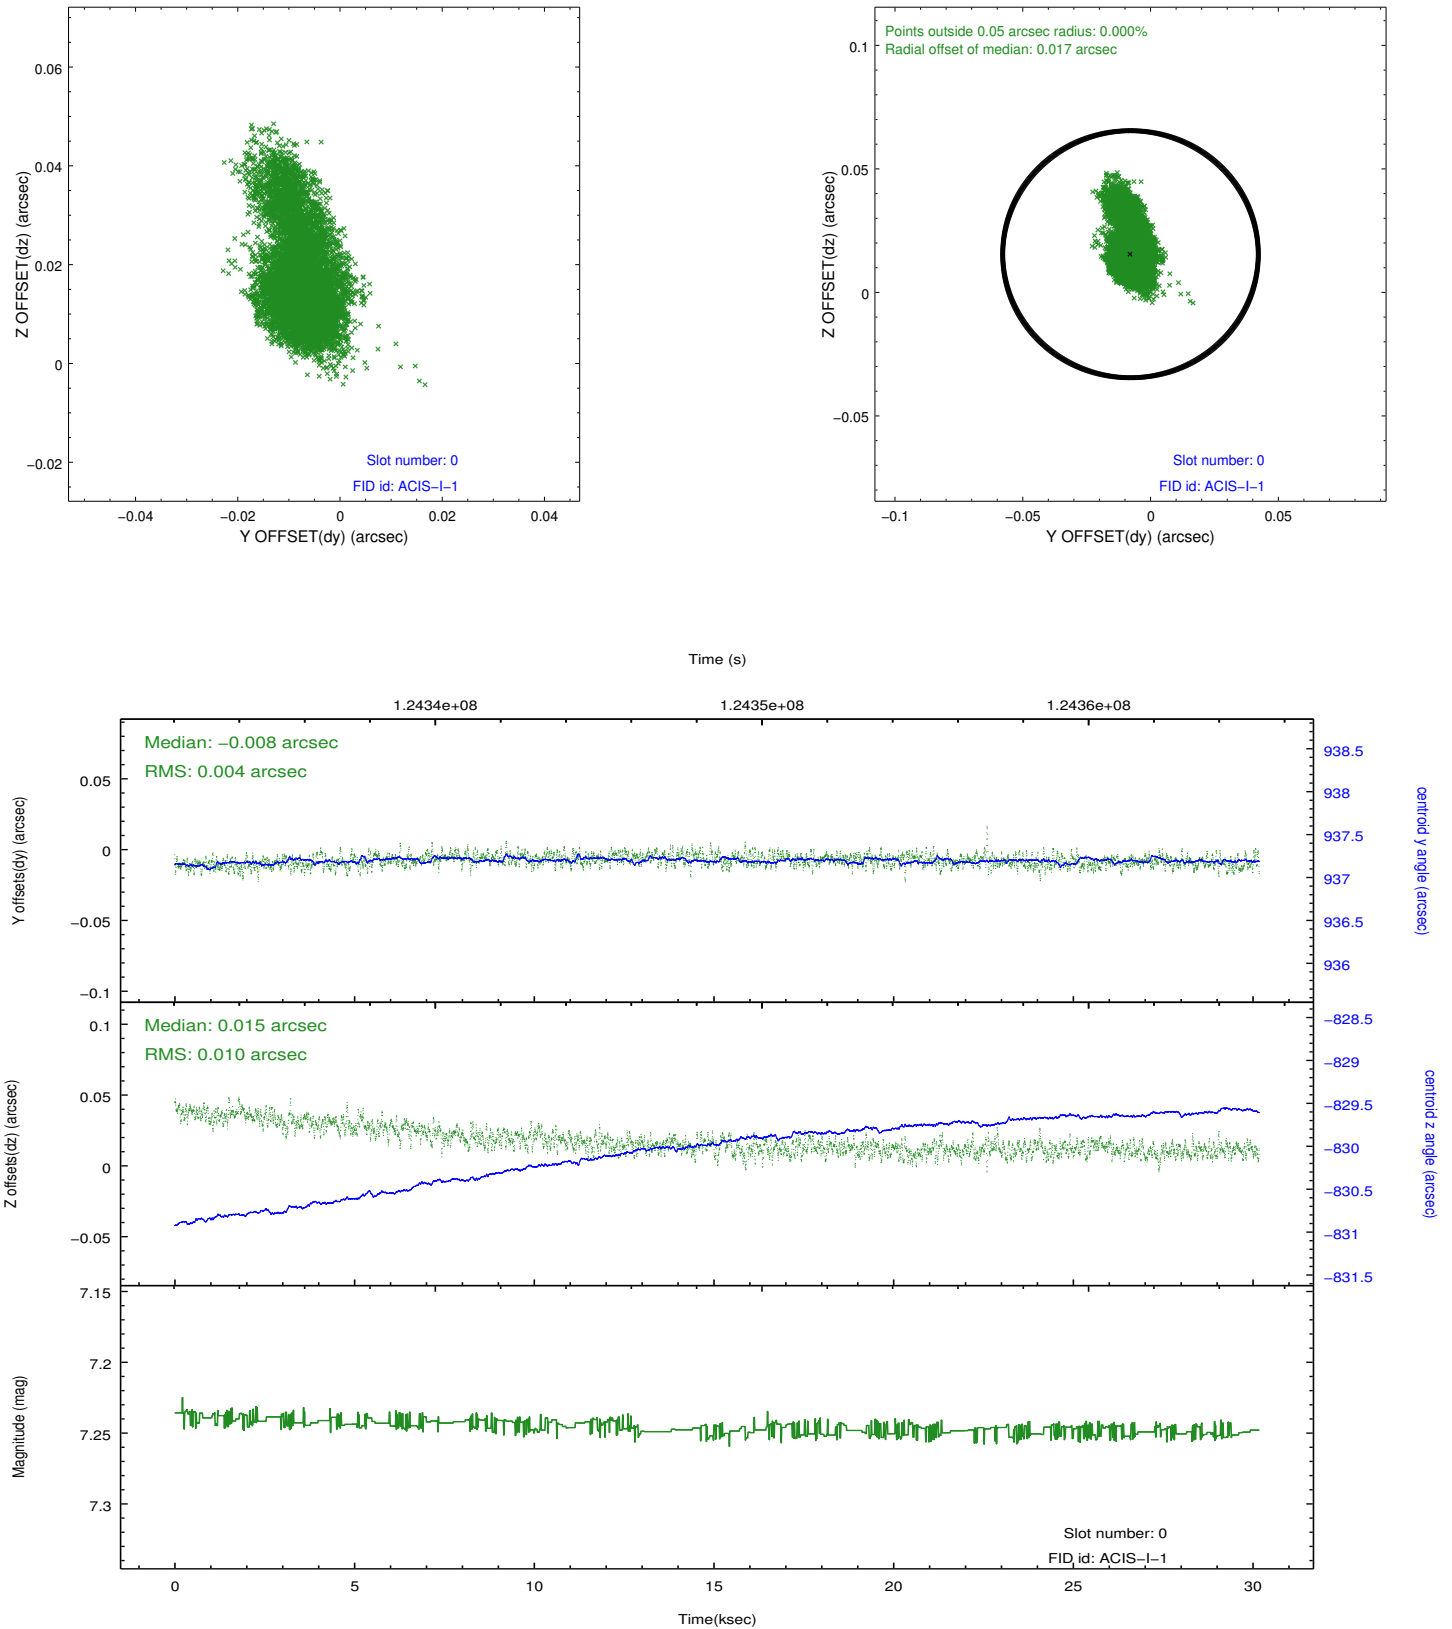 0.06
0.04
0.02
0
−0.02
Z OFFSET(dz) (arcsec)
Slot number: 0
FID id: ACIS−I−1
−0.04 −0.02 0 0.02 0.04
Y OFFSET(dy) (arcsec)
Points outside 0.05 arcsec radius: 0.000%
Radial offset of median: 0.017 arcsec
0.1
0.05
0
−0.05
Z OFFSET(dz) (arcsec)
Slot number: 0
FID id: ACIS−I−1
−0.1 −0.05 0 0.05
Y OFFSET(dy) (arcsec)
Time (s)
1.2434e+08 1.2435e+08 1.2436e+08
Median: −0.008 arcsec
RMS: 0.004 arcsec
0.05
0
−0.05
−0.1
Y offsets(dy) (arcsec)
938.5
938
937.5
937
936.5
936
centroid y angle (arcsec)
Median: 0.015 arcsec
RMS: 0.010 arcsec
0.1
0.05
0
−0.05
Z offsets(dz) (arcsec)
−828.5
−829
−829.5
−830
−830.5
−831
−831.5
centroid z angle (arcsec)
7.15
7.2
7.25
7.3
Magnitude (mag)
Slot number: 0
FID id: ACIS−I−1
0 5 10 15 20 25 30
Time(ksec)